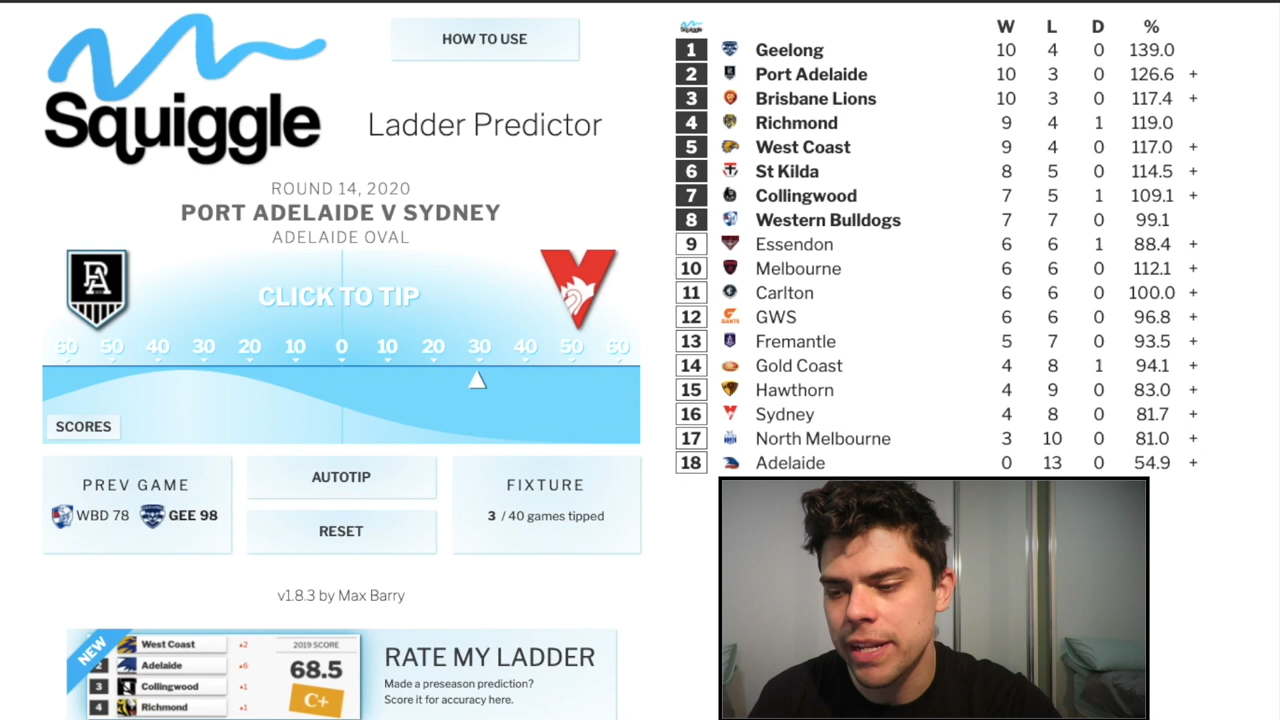 Squiggle
HOW TO USE
Ladder Predictor
ROUND 14, 2020
PORT ADELAIDE V SYDNEY
ADELAIDE OVAL
CLICK TO TIP
60 50 40 30 20 10 0 10 20 30 40 50 60
SCORES
PREV GAME
WBD 78 GEE 98
AUTOTIP
RESET
FIXTURE
3 / 40 games tipped
v1.8.3 by Max Barry
NEW
West Coast ▴2
2 Adelaide ▴6
3 Collingwood ▴1
4 Richmond ▴1
2019 SCORE
68.5
C+
RATE MY LADDER
Made a preseason prediction?
Score it for accuracy here.
W L D %
1 Geelong 10 4 0 139.0
2 Port Adelaide 10 3 0 126.6 +
3 Brisbane Lions 10 3 0 117.4 +
4 Richmond 9 4 1 119.0
5 West Coast 9 4 0 117.0 +
6 St Kilda 8 5 0 114.5 +
7 Collingwood 7 5 1 109.1 +
8 Western Bulldogs 7 7 0 99.1
9 Essendon 6 6 1 88.4 +
10 Melbourne 6 6 0 112.1 +
11 Carlton 6 6 0 100.0 +
12 GWS 6 6 0 96.8 +
13 Fremantle 5 7 0 93.5 +
14 Gold Coast 4 8 1 94.1 +
15 Hawthorn 4 9 0 83.0 +
16 Sydney 4 8 0 81.7 +
17 North Melbourne 3 10 0 81.0 +
18 Adelaide 0 13 0 54.9 +